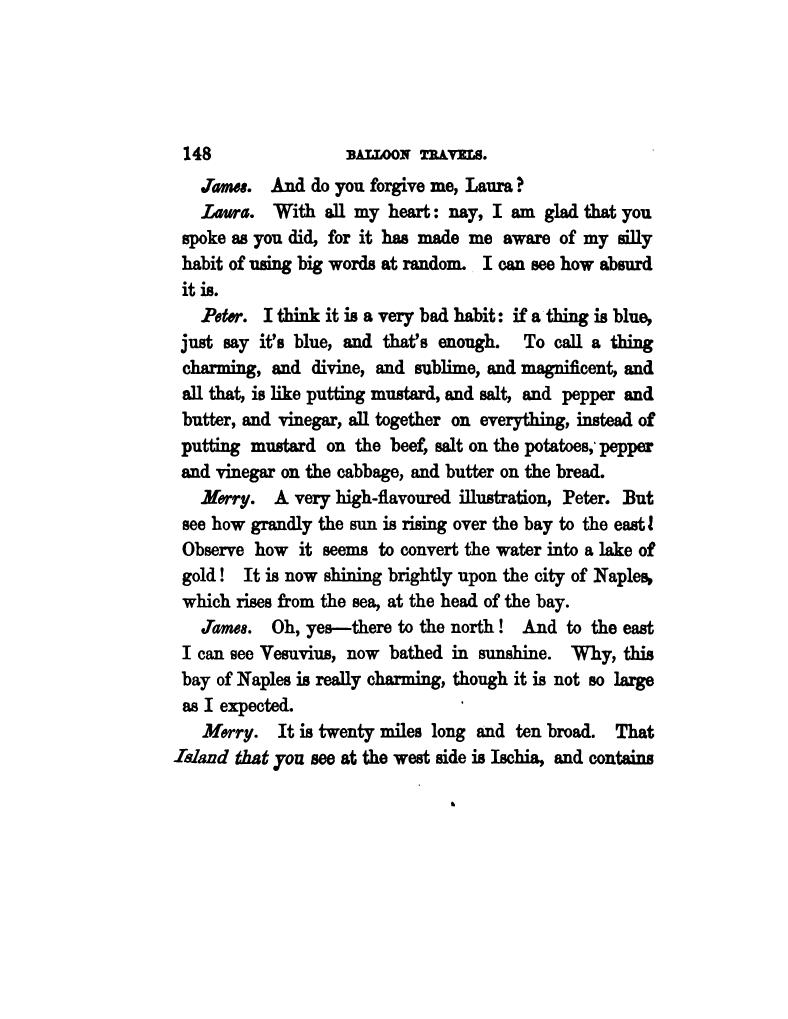 148 BALLOON TRAVELS.
James. And do you forgive me, Laura?
Laura. With all my heart: nay, I am glad that you
spoke as you did, for it has made me aware of my silly
habit of using big words at random. I can see how absurd
it is.
Peter. I think it is a very bad habit: if a thing is blue,
just say it's blue, and that's enough. To call a thing
charming, and divine, and sublime, and magnificent, and
all that, is like putting mustard, and salt, and pepper and
butter, and vinegar, all together on everything, instead of
putting mustard on the beef, salt on the potatoes, pepper
and vinegar on the cabbage, and butter on the bread.
Merry. A very high-flavoured illustration, Peter. But
see how grandly the sun is rising over the bay to the east!
Observe how it seems to convert the water into a lake of
gold! It is now shining brightly upon the city of Naples,
which rises from the sea, at the head of the bay.
James. Oh, yes—there to the north! And to the east
I can see Vesuvius, now bathed in sunshine. Why, this
bay of Naples is really charming, though it is not so large
as I expected.
Merry. It is twenty miles long and ten broad. That
Island that you see at the west side is Ischia, and contains